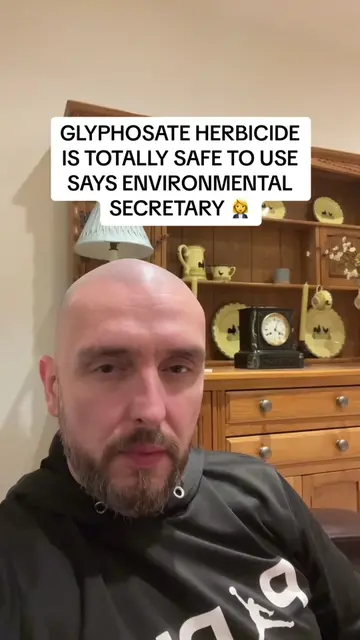 GLYPHOSATE HERBICIDE
IS TOTALLY SAFE TO USE
SAYS ENVIRONMENTAL
SECRETARY 🤵